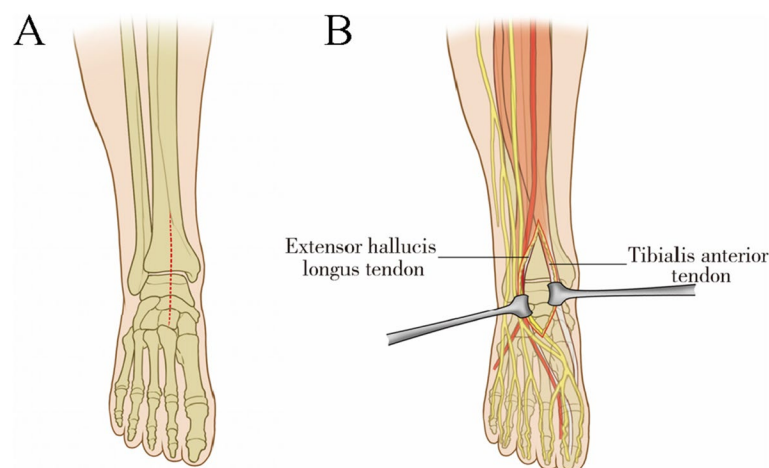 A
B
Extensor hallucis
longus tendon
Tibialis anterior
tendon